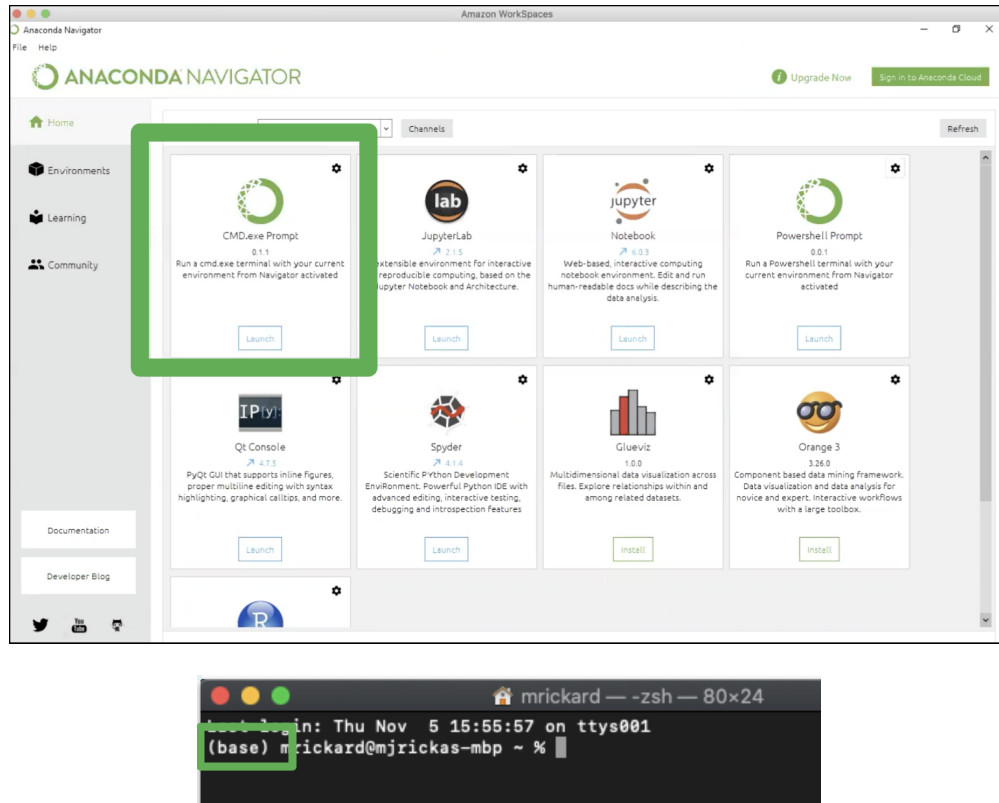 Amazon WorkSpaces
Anaconda Navigator
File Help
ANACONDA NAVIGATOR
i Upgrade Now Sign in to Anaconda Cloud
Home
Channels
Refresh
Environments
Learning
Community
CMD.exe Prompt
0.1.1
Run a cmd.exe terminal with your current
environment from Navigator activated
Launch
lab
JupyterLab
2.1.5
extensible environment for interactive
reproducible computing, based on the
Jupyter Notebook and Architecture.
Launch
jupyter
Notebook
6.0.3
Web-based, interactive computing
notebook environment. Edit and run
human-readable docs while describing the
data analysis.
Launch
Powershell Prompt
0.0.1
Run a Powershell terminal with your
current environment from Navigator
activated
Launch
IP[y]:
Qt Console
4.7.5
PyQt GUI that supports inline figures,
proper multiline editing with syntax
highlighting, graphical calltips, and more.
Launch
Spyder
4.1.4
Scientific PYthon Development
EnviRonment. Powerful Python IDE with
advanced editing, interactive testing,
debugging and introspection features
Launch
Glueviz
1.0.0
Multidimensional data visualization across
files. Explore relationships within and
among related datasets.
Install
Orange 3
3.26.0
Component based data mining framework.
Data visualization and data analysis for
novice and expert. Interactive workflows
with a large toolbox.
Install
R
Documentation
Developer Blog
You
Tube
mrickard — -zsh — 80×24
Last login: Thu Nov 5 15:55:57 on ttys001
(base) mrickard@mjrickas-mbp ~ %